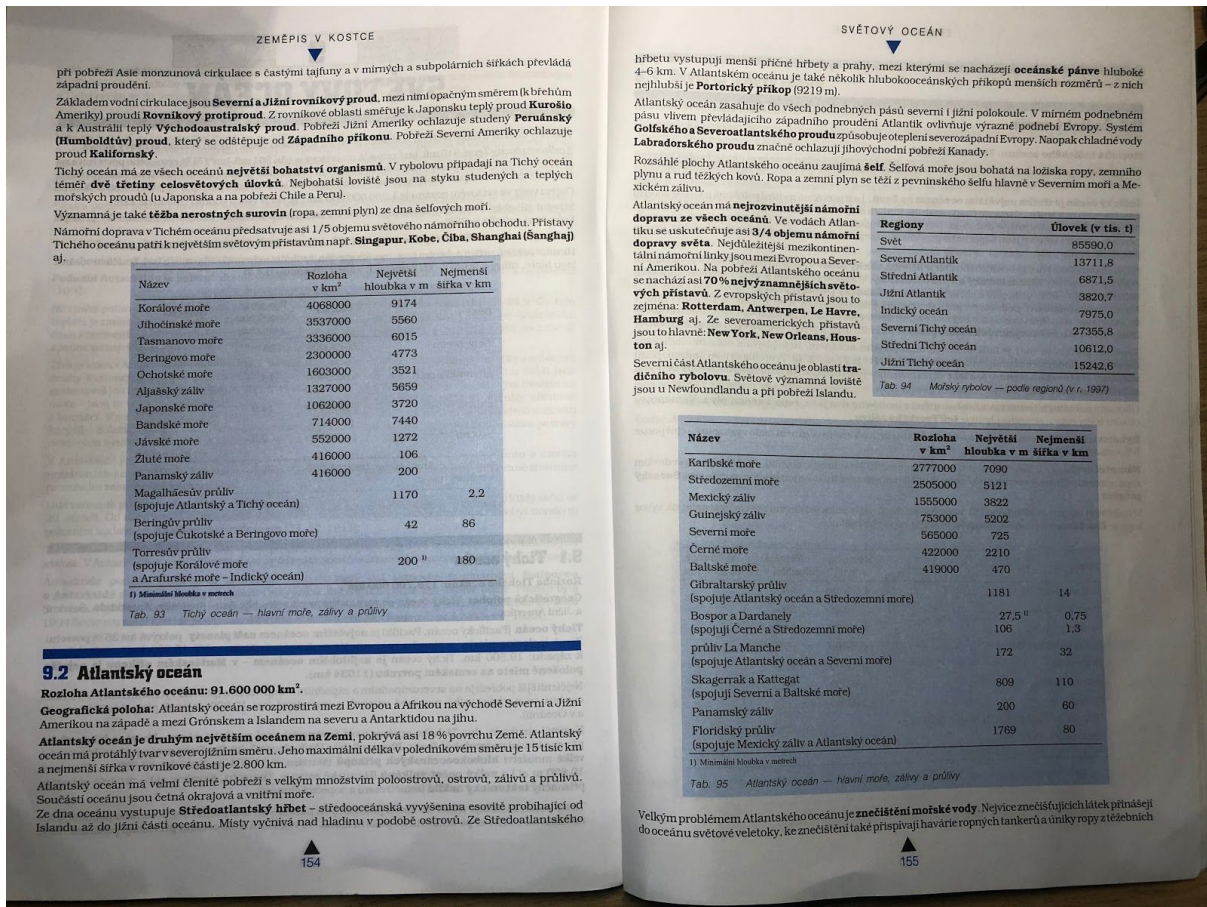 ZEMĚPIS V KOSTCE
při pobřeží Asie monzunová cirkulace s častými tajfuny a v mírných a subpolárních šířkách převládá
západní proudění.
Základem vodní cirkulace jsou Severní a Jižní rovníkový proud, mezi nimi opačným směrem (k břehům
Ameriky) proudí Rovníkový protiproud. Z rovníkové oblasti směřuje k Japonsku teplý proud Kurošio
a k Austrálii teplý Východoaustralský proud. Pobřeží Jižní Ameriky ochlazuje studený Peruánský
(Humboldtův) proud, který se odštěpuje od Západního příkonu. Pobřeží Severní Ameriky ochlazuje
proud Kalifornský.
Tichý oceán má ze všech oceánů největší bohatství organismů. V rybolovu připadají na Tichý oceán
téměř dvě třetiny celosvětových úlovků. Nejbohatší loviště jsou na styku studených a teplých
mořských proudů (u Japonska a na pobřeží Chile a Peru).
Významná je také těžba nerostných surovin (ropa, zemní plyn) ze dna šelfových moří.
Námořní doprava v Tichém oceánu představuje asi 1/5 objemu světového námořního obchodu. Přístavy
Tichého oceánu patří k největším světovým přístavům např. Singapur, Kobe, Čiba, Shanghai (Šanghaj)
aj.
Název Rozloha v km² Největší hloubka v m Nejmenší šířka v km
Korálové moře 4068000 9174
Jihočínské moře 3537000 5560
Tasmanovo moře 3336000 6015
Beringovo moře 2300000 4773
Ochotské moře 1603000 3521
Aljašský záliv 1327000 5659
Japonské moře 1062000 3720
Bandské moře 714000 7440
Jávské moře 552000 1272
Žluté moře 416000 106
Panamský záliv 416000 200
Magalhãesův průliv 1170 2,2
(spojuje Atlantský a Tichý oceán)
Beringův průliv 42 86
(spojuje Čukotské a Beringovo moře)
Torresův průliv
(spojuje Korálové moře 200 ¹⁾ 180
a Arafurské moře – Indický oceán)
1) Minimální hloubka v metrech
Tab. 93 Tichý oceán — hlavní moře, zálivy a průlivy
9.2 Atlantský oceán
Rozloha Atlantského oceánu: 91.600 000 km².
Geografická poloha: Atlantský oceán se rozprostírá mezi Evropou a Afrikou na východě Severní a Jižní
Amerikou na západě a mezi Grónskem a Islandem na severu a Antarktidou na jihu.
Atlantský oceán je druhým největším oceánem na Zemi, pokrývá asi 18 % povrchu Země. Atlantský
oceán má protáhlý tvar v severojižním směru. Jeho maximální délka v poledníkovém směru je 15 tisíc km
a nejmenší šířka v rovníkové části je 2.800 km.
Atlantský oceán má velmi členité pobřeží s velkým množstvím poloostrovů, ostrovů, zálivů a průlivů.
Součástí oceánu jsou četná okrajová a vnitřní moře.
Ze dna oceánu vystupuje Středoatlantský hřbet – středooceánská vyvýšenina esovitě probíhající od
Islandu až do jižní části oceánu. Místy vyčnívá nad hladinu v podobě ostrovů. Ze Středoatlantského
154
SVĚTOVÝ OCEÁN
hřbetu vystupují menší příčné hřbety a prahy, mezi kterými se nacházejí oceánské pánve hluboké
4–6 km. V Atlantském oceánu je také několik hlubokooceánských příkopů menších rozměrů – z nich
nejhlubší je Portorický příkop (9219 m).
Atlantský oceán zasahuje do všech podnebných pásů severní i jižní polokoule. V mírném podnebném
pásu vlivem převládajícího západního proudění Atlantik ovlivňuje výrazně podnebí Evropy. Systém
Golfského a Severoatlantského proudu způsobuje oteplení severozápadní Evropy. Naopak chladné vody
Labradorského proudu značně ochlazují jihovýchodní pobřeží Kanady.
Rozsáhlé plochy Atlantského oceánu zaujímá šelf. Šelfová moře jsou bohatá na ložiska ropy, zemního
plynu a rud těžkých kovů. Ropa a zemní plyn se těží z pevninského šelfu hlavně v Severním moři a Me-
xickém zálivu.
Atlantský oceán má nejrozvinutější námořní
dopravu ze všech oceánů. Ve vodách Atlan-
tiku se uskutečňuje asi 3/4 objemu námořní
dopravy světa. Nejdůležitější mezikontinen-
tální námořní linky jsou mezi Evropou a Sever-
ní Amerikou. Na pobřeží Atlantského oceánu
se nachází asi 70 % nejvýznamnějších světo-
vých přístavů. Z evropských přístavů jsou to
zejména: Rotterdam, Antwerpen, Le Havre,
Hamburg aj. Ze severoamerických přístavů
jsou to hlavně: New York, New Orleans, Hous-
ton aj.
Severní část Atlantského oceánu je oblastí tra-
dičního rybolovu. Světově významná loviště
jsou u Newfoundlandu a při pobřeží Islandu.
Regiony Úlovek (v tis. t)
Svět 85590,0
Severní Atlantik 13711,8
Střední Atlantik 6871,5
Jižní Atlantik 3820,7
Indický oceán 7975,0
Severní Tichý oceán 27355,8
Střední Tichý oceán 10612,0
Jižní Tichý oceán 15242,6
Tab. 94 Mořský rybolov — podle regionů (v r. 1997)
Název Rozloha v km² Největší hloubka v m Nejmenší šířka v km
Karibské moře 2777000 7090
Středozemní moře 2505000 5121
Mexický záliv 1555000 3822
Guinejský záliv 753000 5202
Severní moře 565000 725
Černé moře 422000 2210
Baltské moře 419000 470
Gibraltarský průliv 1181 14
(spojuje Atlantský oceán a Středozemní moře)
Bospor a Dardanely 27,5 ¹⁾ 0,75
(spojují Černé a Středozemní moře) 106 1,3
průliv La Manche 172 32
(spojuje Atlantský oceán a Severní moře)
Skagerrak a Kattegat 809 110
(spojují Severní a Baltské moře)
Panamský záliv 200 60
Floridský průliv 1769 80
(spojuje Mexický záliv a Atlantský oceán)
1) Minimální hloubka v metrech
Tab. 95 Atlantský oceán — hlavní moře, zálivy a průlivy
Velkým problémem Atlantského oceánu je znečištění mořské vody. Nejvíce znečišťujících látek přinášejí
do oceánu světové veletoky, ke znečištění také přispívají havárie ropných tankerů a úniky ropy z těžebních
155